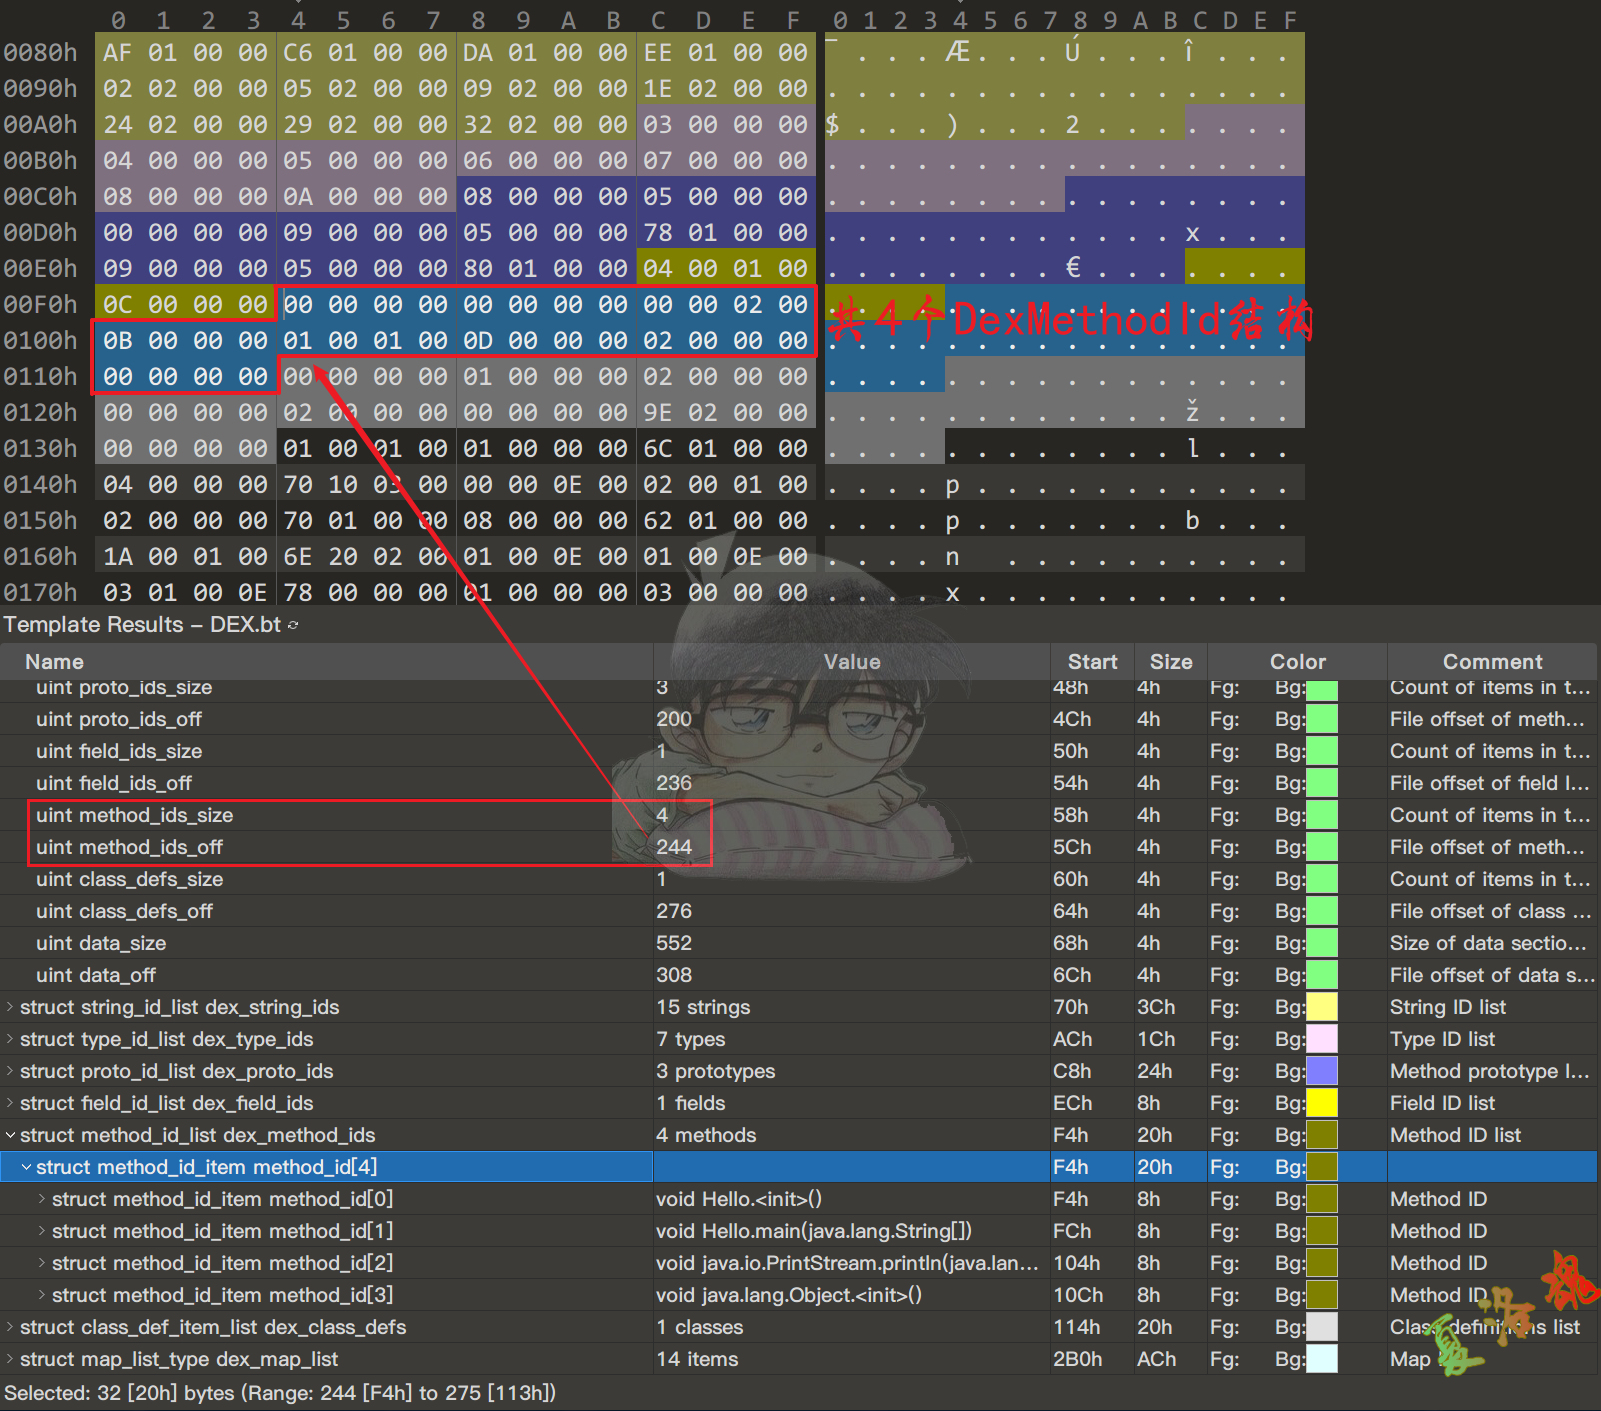 0 1 2 3 4 5 6 7 8 9 A B C D E F 0 1 2 3 4 5 6 7 8 9 A B C D E F
0080h AF 01 00 00 C6 01 00 00 DA 01 00 00 EE 01 00 00 ¯ . . . Æ . . . Ú . . . î . . .
0090h 02 02 00 00 05 02 00 00 09 02 00 00 1E 02 00 00 . . . . . . . . . . . . . . . .
00A0h 24 02 00 00 29 02 00 00 32 02 00 00 03 00 00 00 $ . . . ) . . . 2 . . . . . . .
00B0h 04 00 00 00 05 00 00 00 06 00 00 00 07 00 00 00 . . . . . . . . . . . . . . . .
00C0h 08 00 00 00 0A 00 00 00 08 00 00 00 05 00 00 00 . . . . . . . . . . . . . . . .
00D0h 00 00 00 00 09 00 00 00 05 00 00 00 78 01 00 00 . . . . . . . . . . . . x . . .
00E0h 09 00 00 00 05 00 00 00 80 01 00 00 04 00 01 00 . . . . . . . . € . . . . . . .
00F0h 0C 00 00 00 00 00 00 00 00 00 00 00 00 00 02 00
共4个DexMethodId结构
0100h 0B 00 00 00 01 00 01 00 0D 00 00 00 02 00 00 00 . . . . . . . . . . . . . . . .
0110h 00 00 00 00 00 00 00 00 01 00 00 00 02 00 00 00 . . . . . . . . . . . . . . . .
0120h 00 00 00 00 02 00 00 00 00 00 00 00 9E 02 00 00 . . . . . . . . . . . . ž . . .
0130h 00 00 00 00 01 00 01 00 01 00 00 00 6C 01 00 00 . . . . . . . . . . . . l . . .
0140h 04 00 00 00 70 10 03 00 00 00 0E 00 02 00 01 00 . . . . p . . . . . . . . . . .
0150h 02 00 00 00 70 01 00 00 08 00 00 00 62 01 00 00 . . . . p . . . . . . . b . . .
0160h 1A 00 01 00 6E 20 02 00 01 00 0E 00 01 00 0E 00 . . . . n . . . . . . . . . .
0170h 03 01 00 0E 78 00 00 00 01 00 00 00 03 00 00 00 . . . . x . . . . . . . . . . .
Template Results - DEX.bt
Name Value Start Size Color Comment
uint proto_ids_size 3 48h 4h Fg: Bg: Count of items in t...
uint proto_ids_off 200 4Ch 4h Fg: Bg: File offset of meth...
uint field_ids_size 1 50h 4h Fg: Bg: Count of items in t...
uint field_ids_off 236 54h 4h Fg: Bg: File offset of field l...
uint method_ids_size 4 58h 4h Fg: Bg: Count of items in t...
uint method_ids_off 244 5Ch 4h Fg: Bg: File offset of meth...
uint class_defs_size 1 60h 4h Fg: Bg: Count of items in t...
uint class_defs_off 276 64h 4h Fg: Bg: File offset of class ...
uint data_size 552 68h 4h Fg: Bg: Size of data sectio...
uint data_off 308 6Ch 4h Fg: Bg: File offset of data s...
struct string_id_list dex_string_ids 15 strings 70h 3Ch Fg: Bg: String ID list
struct type_id_list dex_type_ids 7 types ACh 1Ch Fg: Bg: Type ID list
struct proto_id_list dex_proto_ids 3 prototypes C8h 24h Fg: Bg: Method prototype l...
struct field_id_list dex_field_ids 1 fields ECh 8h Fg: Bg: Field ID list
struct method_id_list dex_method_ids 4 methods F4h 20h Fg: Bg: Method ID list
struct method_id_item method_id[4] F4h 20h Fg: Bg:
struct method_id_item method_id[0] void Hello.<init>() F4h 8h Fg: Bg: Method ID
struct method_id_item method_id[1] void Hello.main(java.lang.String[]) FCh 8h Fg: Bg: Method ID
struct method_id_item method_id[2] void java.io.PrintStream.println(java.lan... 104h 8h Fg: Bg: Method ID
struct method_id_item method_id[3] void java.lang.Object.<init>() 10Ch 8h Fg: Bg: Method ID
struct class_def_item_list dex_class_defs 1 classes 114h 20h Fg: Bg: Class definitions list
struct map_list_type dex_map_list 14 items 2B0h ACh Fg: Bg: Map
夏洛魂
Selected: 32 [20h] bytes (Range: 244 [F4h] to 275 [113h])